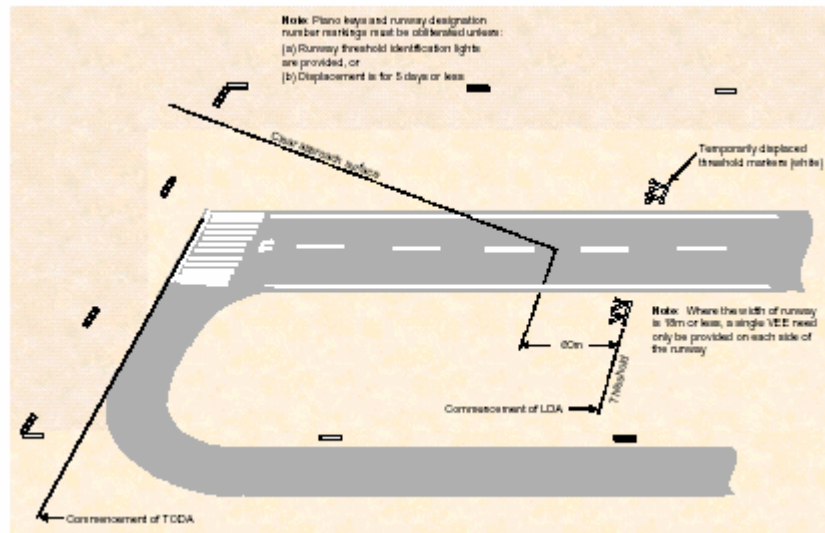 Note: Piano keys and runway designation
number markings must be obliterated unless:
(a) Runway threshold identification lights
are provided, or
(b) Displacement is for 5 days or less
Clear approach surface
Temporarily displaced
threshold markers (white)
Note: Where the width of runway
is 18m or less, a single VEE need
only be provided on each side of
the runway
60m
Threshold
Commencement of LDA
Commencement of TODA